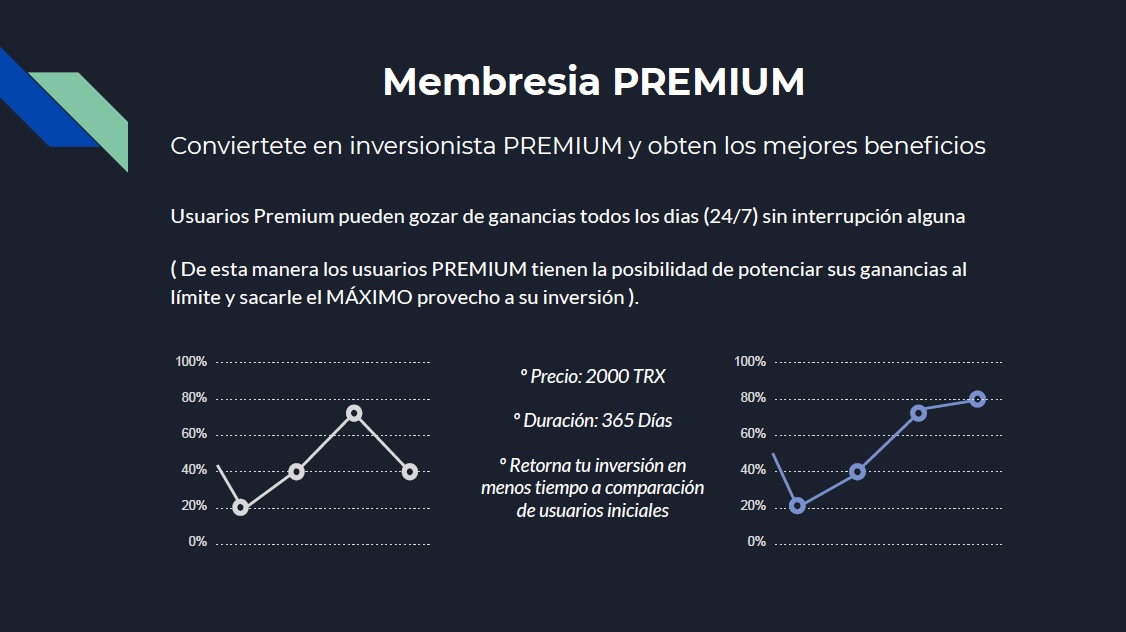 Membresia PREMIUM
Conviertete en inversionista PREMIUM y obten los mejores beneficios
Usuarios Premium pueden gozar de ganancias todos los dias (24/7) sin interrupción alguna
( De esta manera los usuarios PREMIUM tienen la posibilidad de potenciar sus ganancias al
límite y sacarle el MÁXIMO provecho a su inversión ).
100%
80%
60%
40%
20%
0%
° Precio: 2000 TRX
° Duración: 365 Días
° Retorna tu inversión en
menos tiempo a comparación
de usuarios iniciales
100%
80%
60%
40%
20%
0%